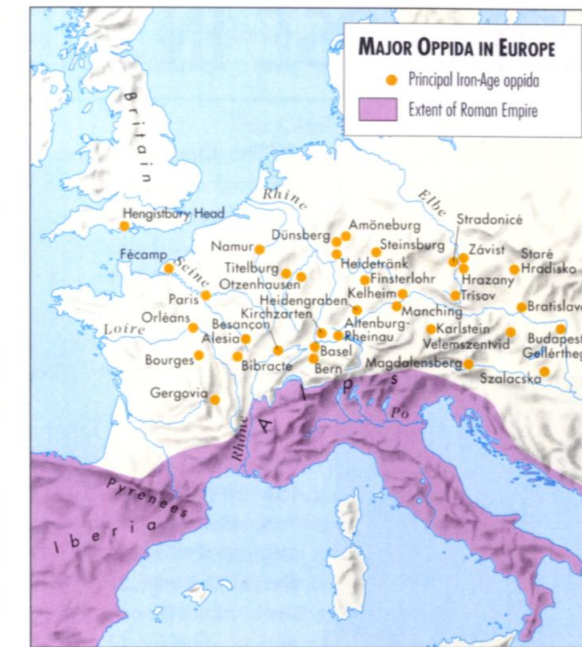 MAJOR OPPIDA IN EUROPE
Principal Iron-Age oppida
Extent of Roman Empire
Britain
Hengistbury Head
Rhine
Elbe
Stradonicé
Amöneburg
Dünsberg
Steinsburg
Závist
Staré
Hradisko
Namur
Fécamp
Seine
Heidetränk
Titelburg
Finsterlohr
Hrazany
Otzenhausen
Kelheim
Trísov
Paris
Heidengraben
Manching
Bratislava
Kirchzarten
Orléans
Besançon
Altenburg-
Rheinau
Karlstein
Loire
Alesia
Velemszentvid
Budapest
Gellérthegy
Basel
Bourges
Bibracte
Bern
Magdalensberg
Szalacska
Gergovia
Alps
Po
Rhône
Pyrenees
Iberia